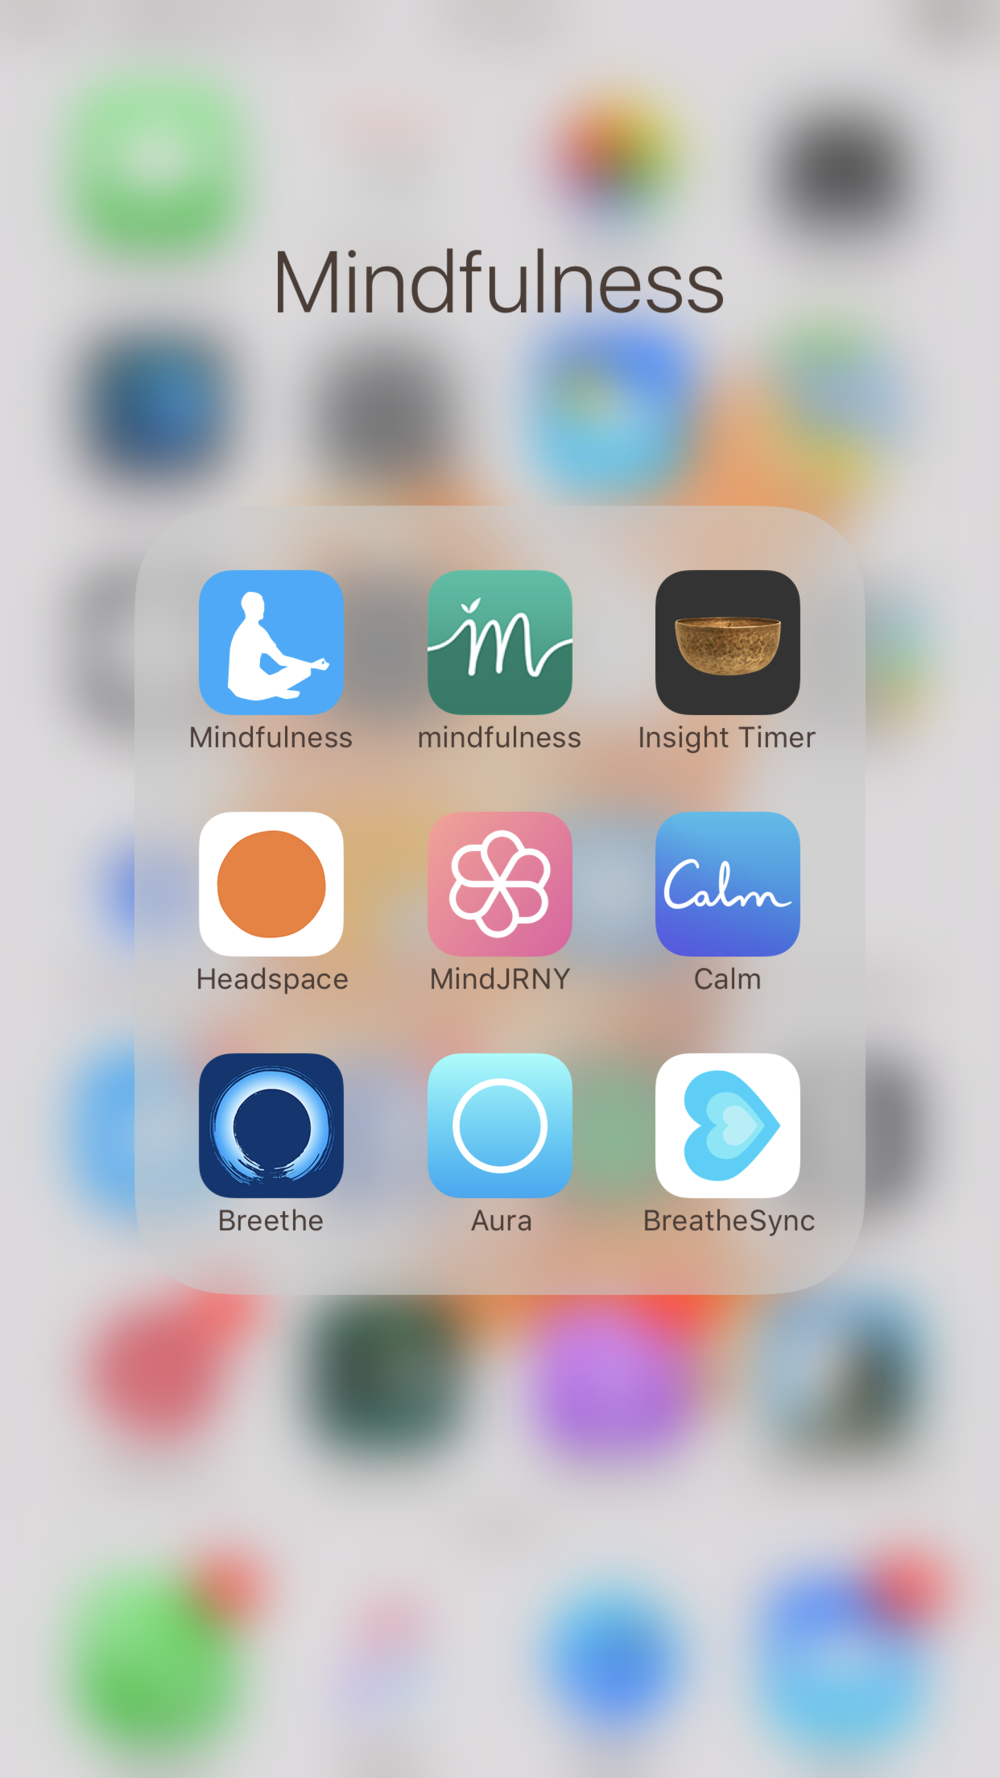 Mindfulness
m
Mindfulness
mindfulness
Insight Timer
Calm
Headspace
MindJRNY
Calm
Breethe
Aura
BreatheSync